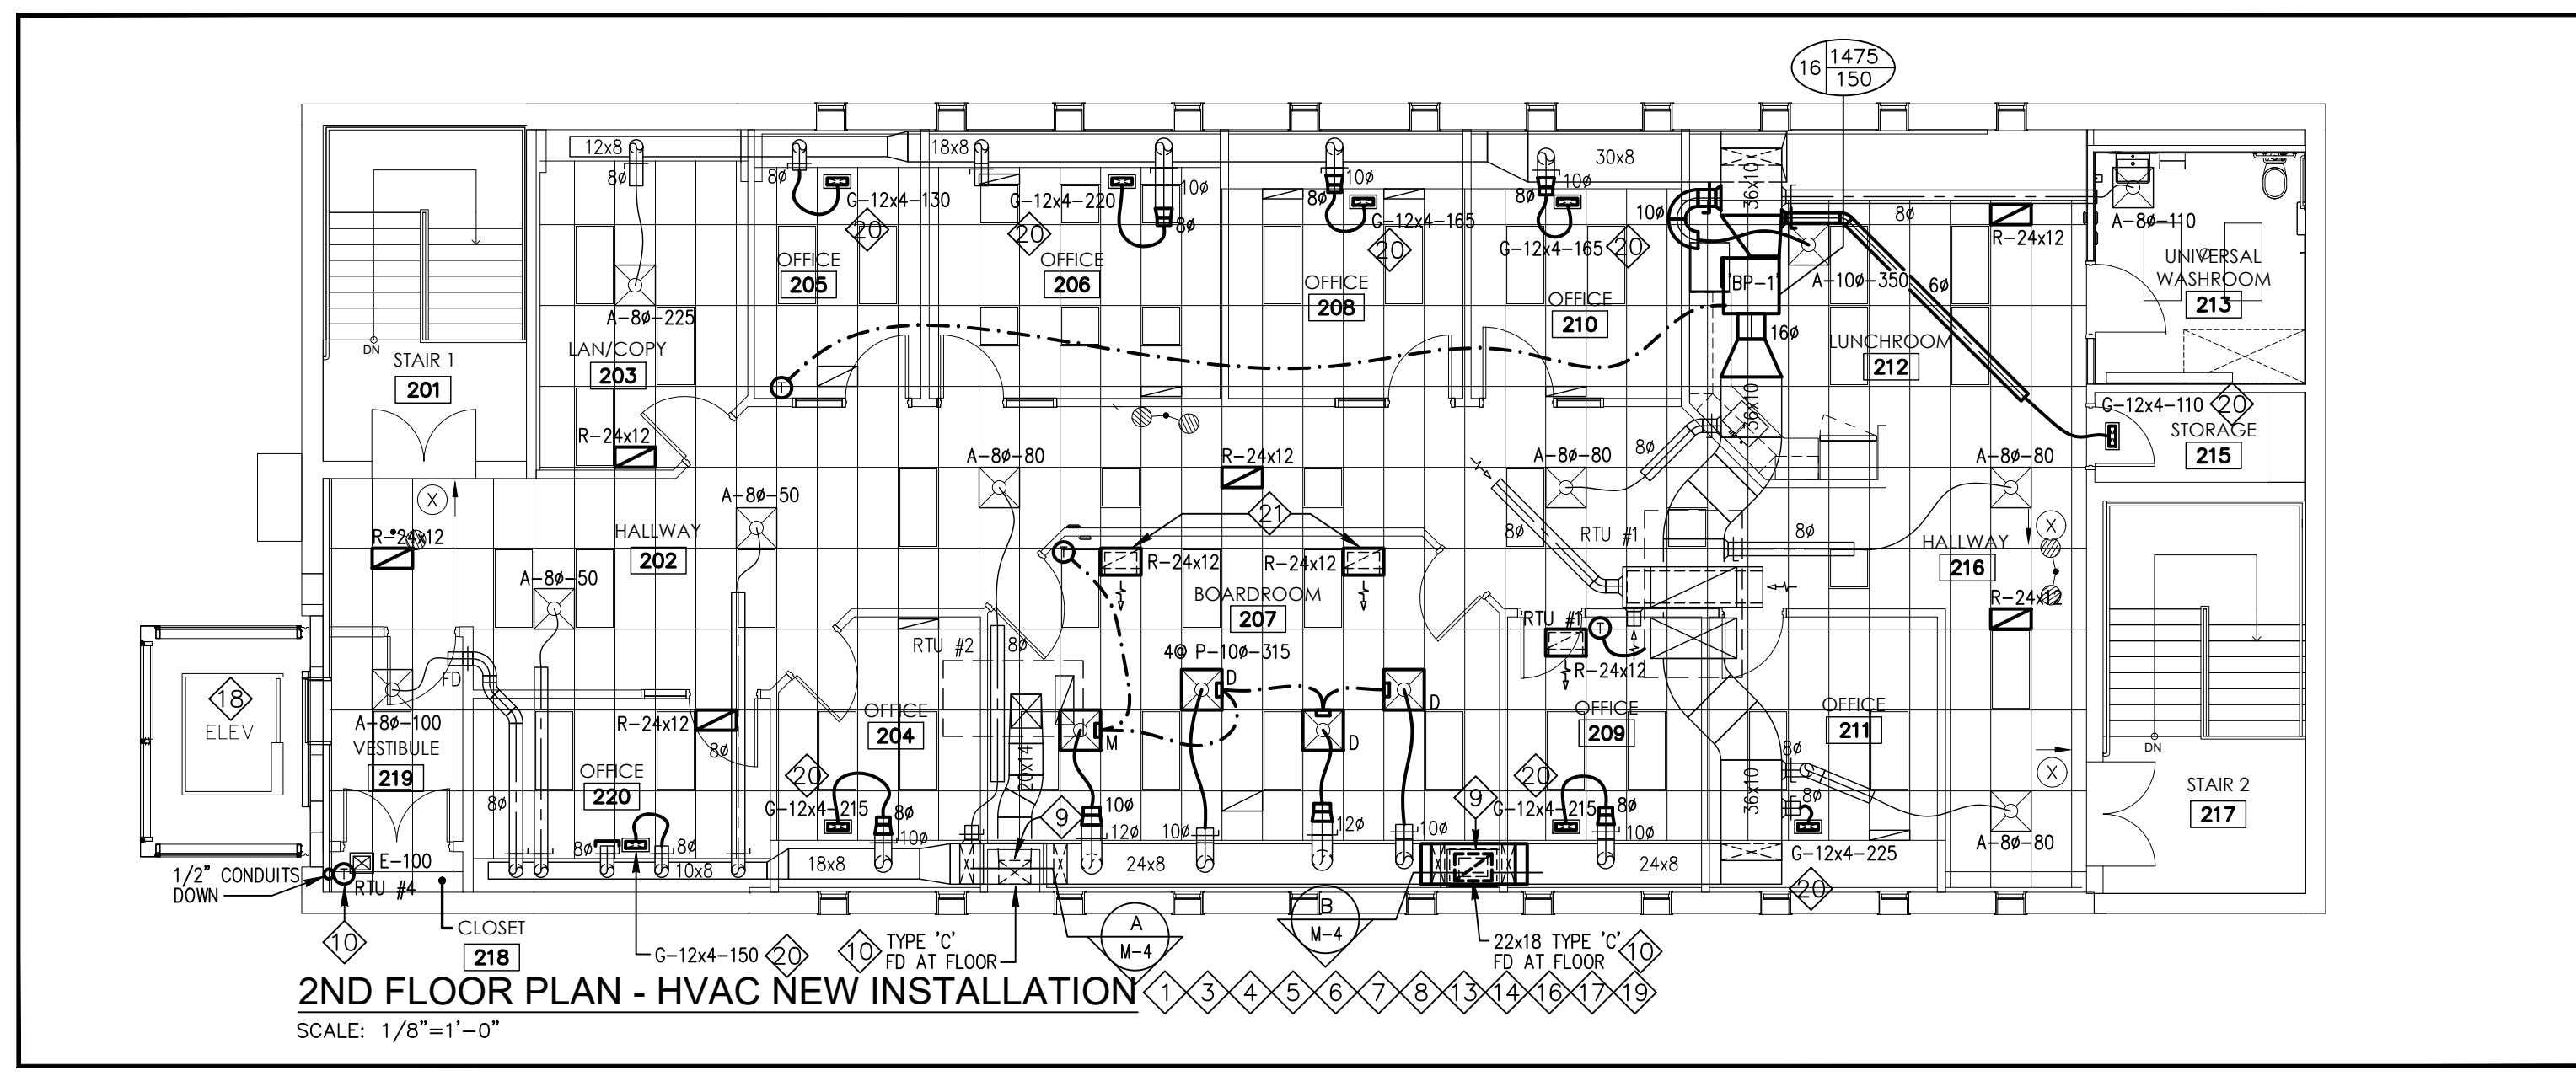 16
1475
150
12x8
18x8
30x8
8ø
8ø
10ø
10ø
8ø
10ø
8ø
36x10
G-12x4-130
20
G-12x4-220
20
8ø
G-12x4-165
20
G-12x4-165
20
10ø
8ø
R-24x12
A-8ø-110
UNIVERSAL
WASHROOM
213
OFFICE
205
OFFICE
206
OFFICE
208
OFFICE
210
'BP-1'
A-10ø-350
6ø
16ø
A-8ø-225
LAN/COPY
203
DN
STAIR 1
201
LUNCHROOM
212
T
36x10
G-12x4-110
20
STORAGE
215
R-24x12
A-8ø-80
R-24x12
A-8ø-80
8ø
A-8ø-80
X
A-8ø-50
21
8ø
RTU #1
8ø
X
R-24x12
HALLWAY
202
T
R-24x12
R-24x12
HALLWAY
216
A-8ø-50
BOARDROOM
207
R-24x12
RTU #1
T
RTU #2
8ø
4@ P-10ø-315
R-24x12
FD
18
ELEV
D
D
A-8ø-100
R-24x12
OFFICE
204
M
D
OFFICE
209
OFFICE
211
VESTIBULE
219
8ø
8ø
X
DN
OFFICE
220
20
20x14
20
36x10
STAIR 2
217
8ø
G-12x4-215
8ø
10ø
9
10ø
12ø
10ø
12ø
10ø
9
G-12x4-215
8ø
10ø
8ø
8ø
8ø
10x8
18x8
24x8
24x8
G-12x4-225
A-8ø-80
20
E-100
T
1/2" CONDUITS
DOWN
RTU #4
10
CLOSET
218
G-12x4-150
20
10
TYPE 'C'
FD AT FLOOR
A
M-4
B
M-4
22x18 TYPE 'C'
FD AT FLOOR
10
2ND FLOOR PLAN - HVAC NEW INSTALLATION
1 3 4 5 6 7 8 13 14 16 17 19
SCALE: 1/8"=1'-0"